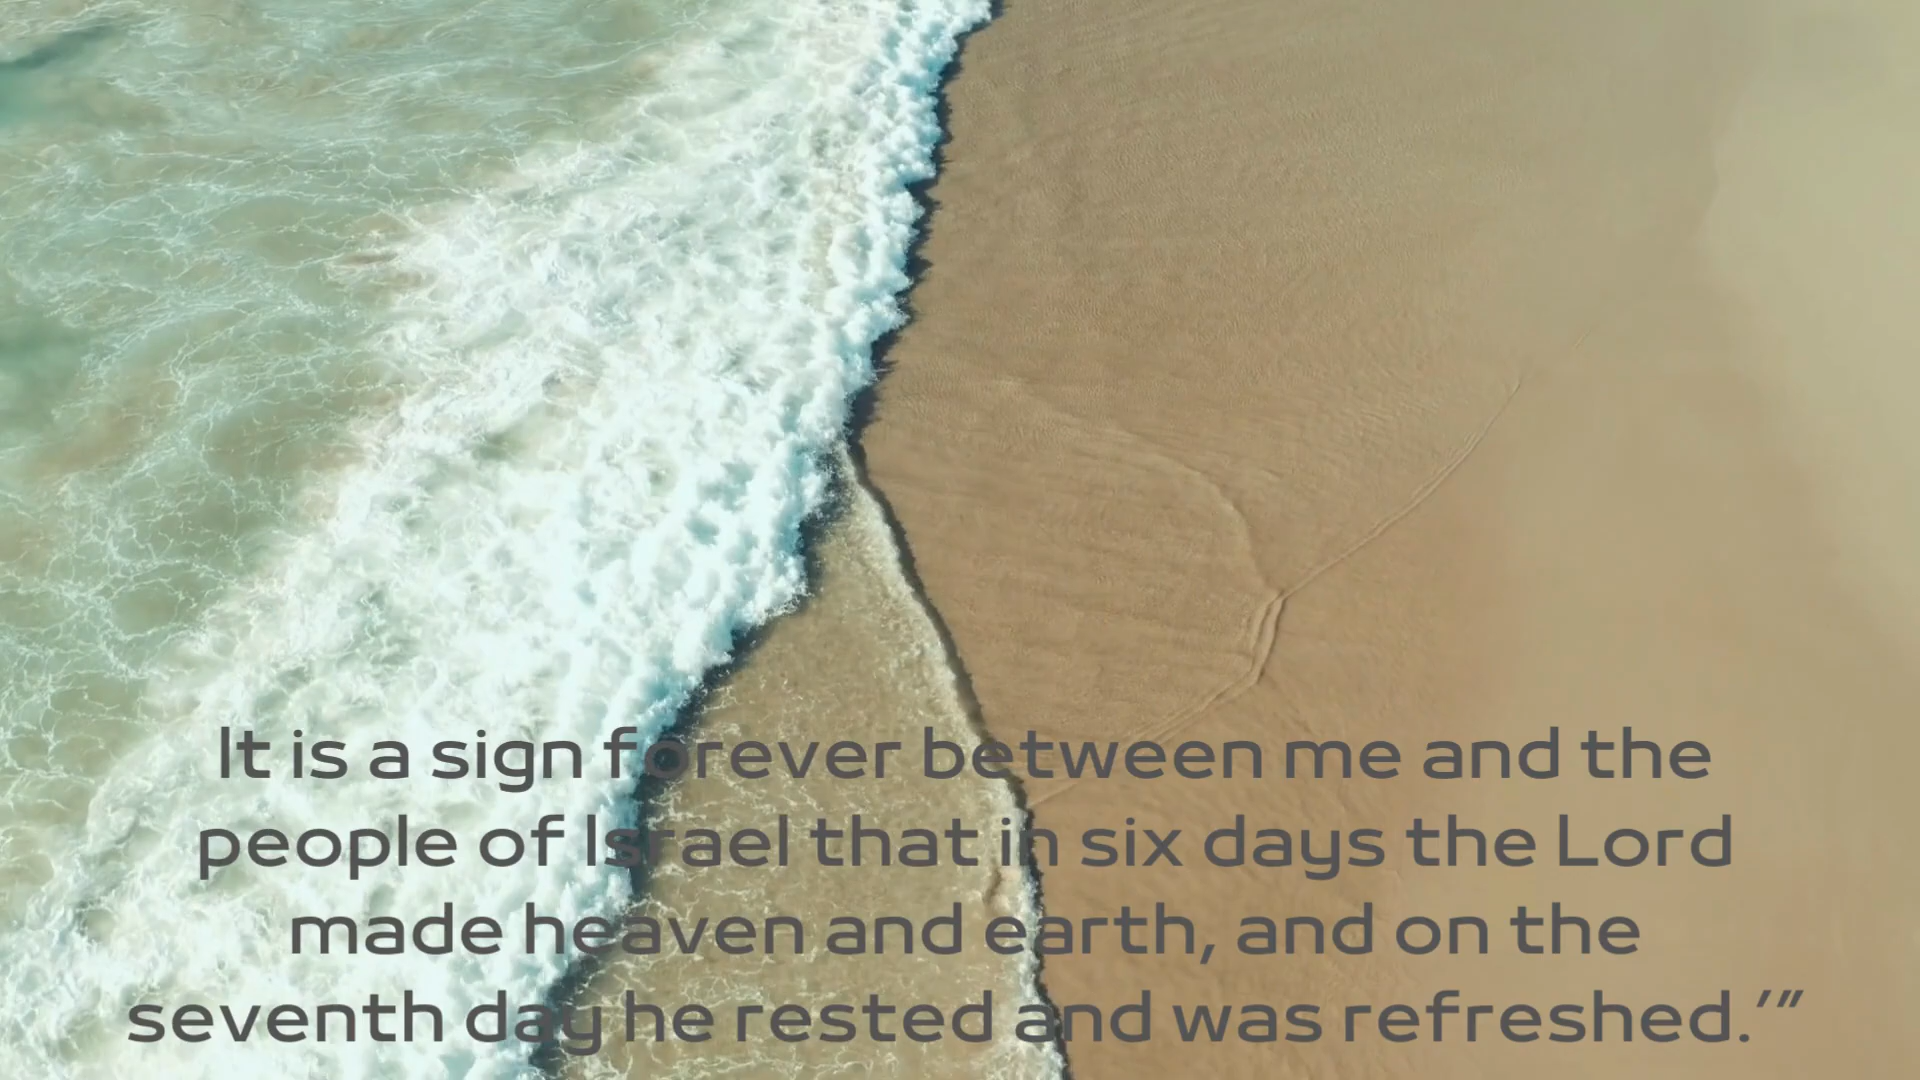 It is a sign forever between me and the
people of Israel that in six days the Lord
made heaven and earth, and on the
seventh day he rested and was refreshed.’”